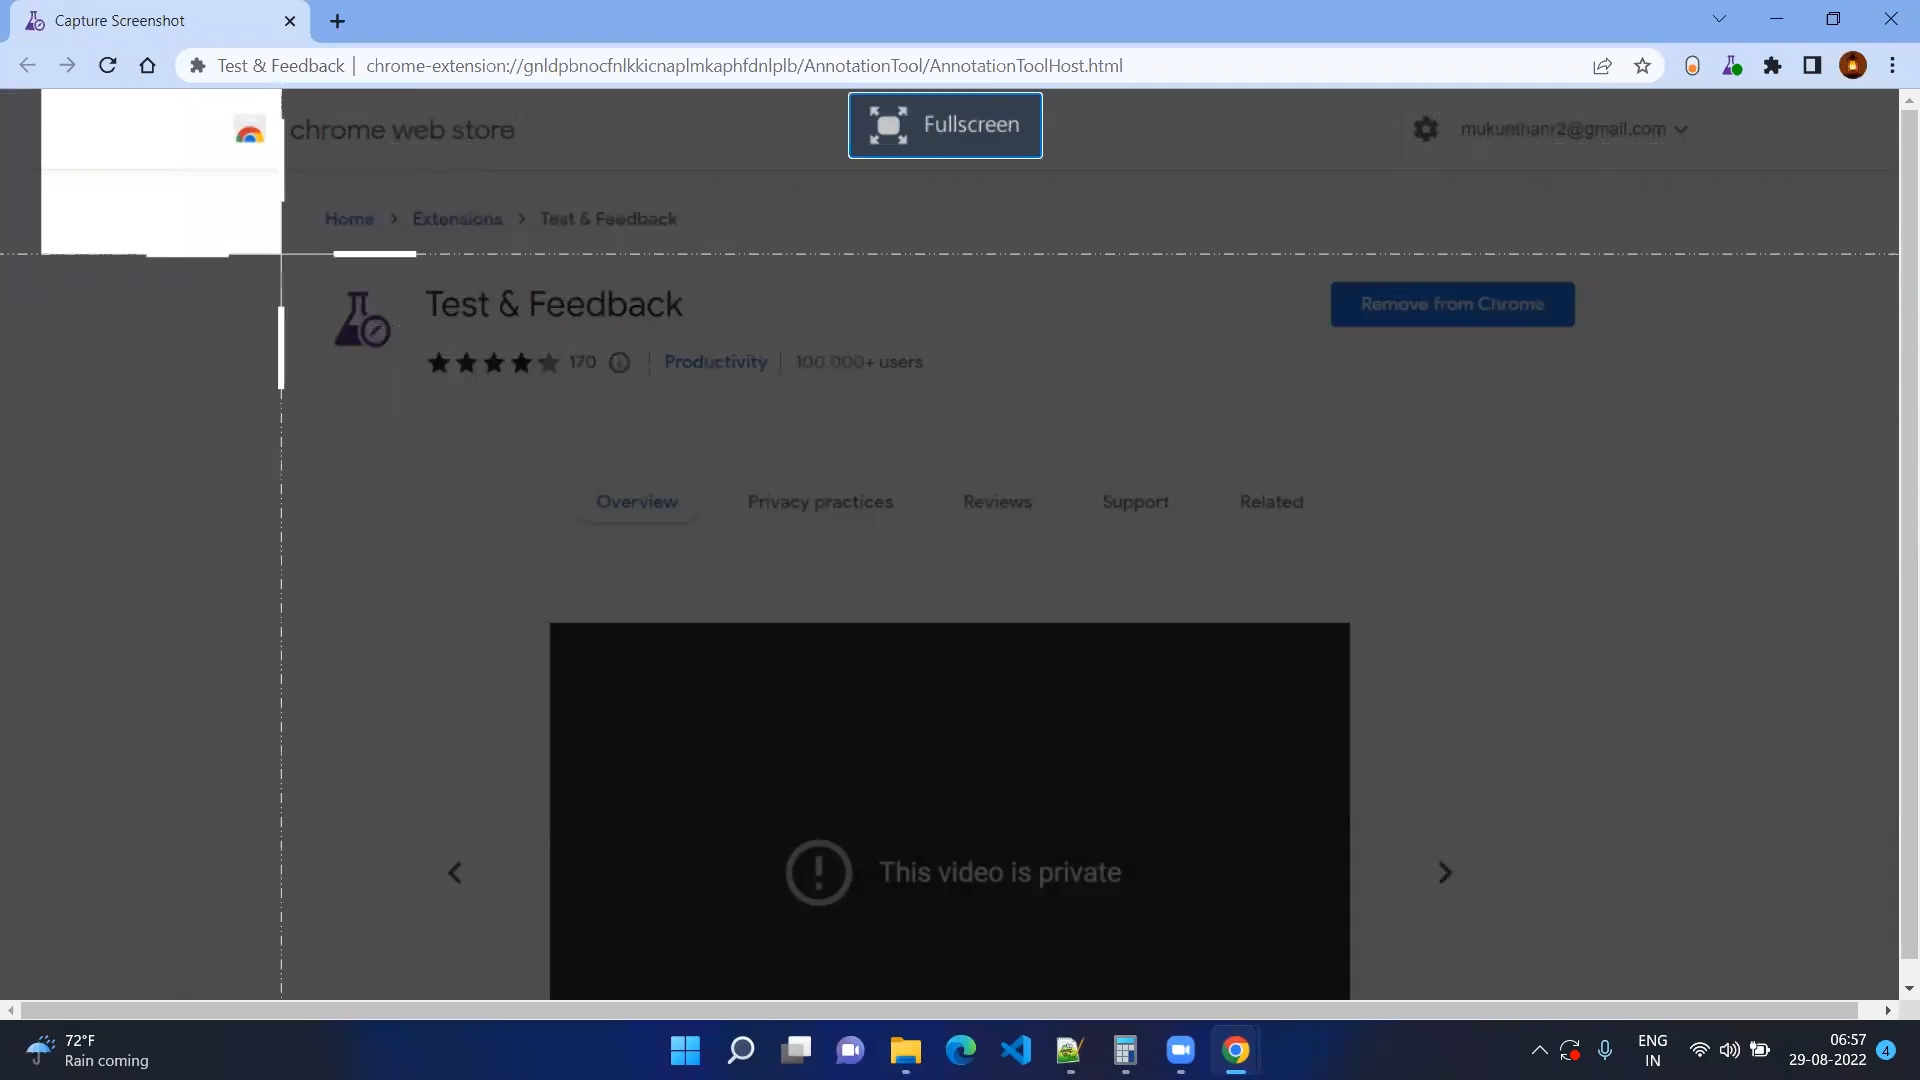 Capture Screenshot
Test & Feedback | chrome-extension://gnldpbnocfnlkkicnaplmkaphfdnlplb/AnnotationTool/AnnotationToolHost.html
chrome web store
Fullscreen
mukunthanr2@gmail.com
Home > Extensions > Test & Feedback
Test & Feedback
Remove from Chrome
170
Productivity
100,000+ users
Overview
Privacy practices
Reviews
Support
Related
This video is private
72°F
Rain coming
ENG
IN
06:57
29-08-2022
4